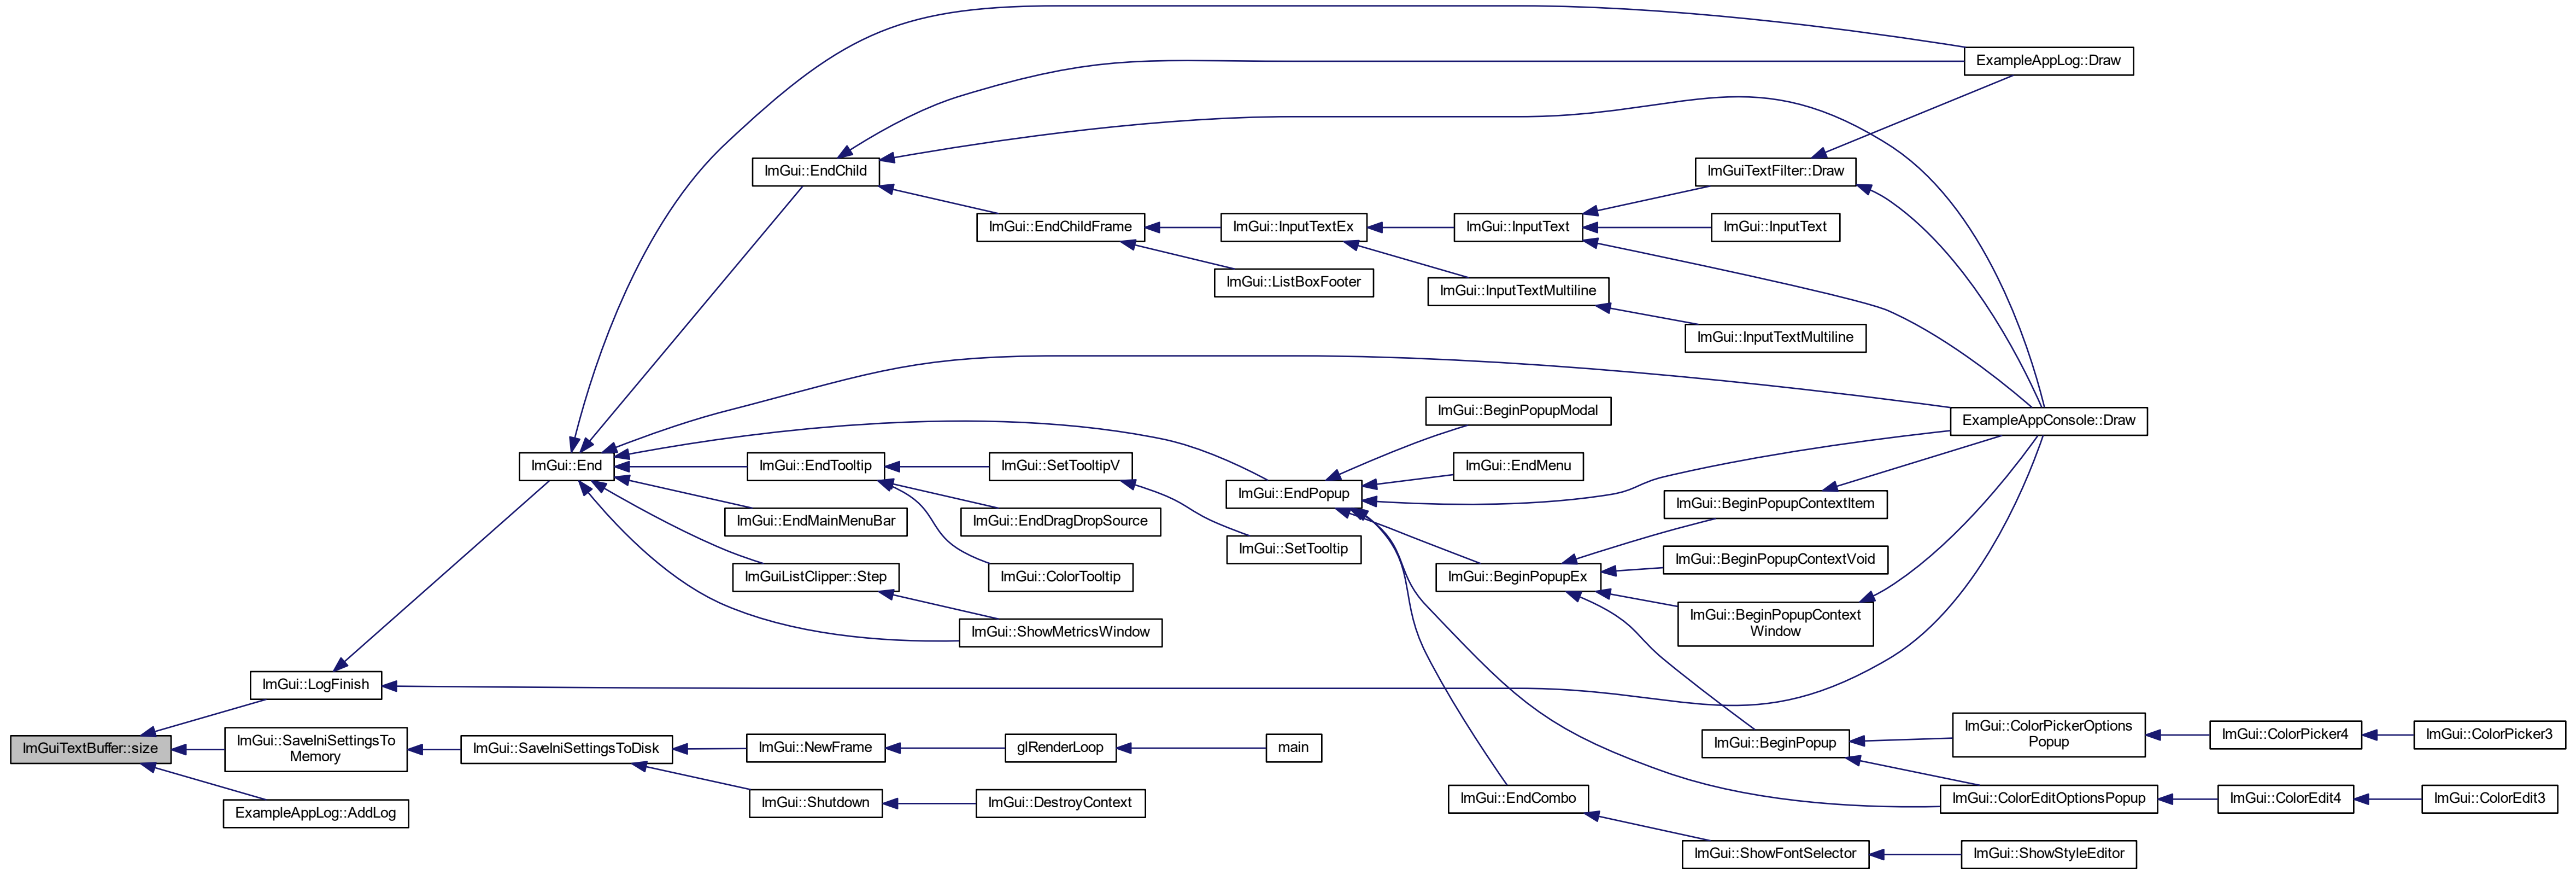 ExampleAppLog::Draw
ImGui::EndChild
ImGuiTextFilter::Draw
ImGui::EndChildFrame
ImGui::InputTextEx
ImGui::InputText
ImGui::InputText
ImGui::ListBoxFooter
ImGui::InputTextMultiline
ImGui::InputTextMultiline
ImGui::BeginPopupModal
ExampleAppConsole::Draw
ImGui::End
ImGui::EndTooltip
ImGui::SetTooltipV
ImGui::EndMenu
ImGui::EndPopup
ImGui::BeginPopupContextItem
ImGui::EndMainMenuBar
ImGui::EndDragDropSource
ImGui::SetTooltip
ImGui::BeginPopupContextVoid
ImGuiListClipper::Step
ImGui::ColorTooltip
ImGui::BeginPopupEx
ImGui::BeginPopupContext
Window
ImGui::ShowMetricsWindow
ImGui::LogFinish
ImGuiTextBuffer::size
ImGui::SaveIniSettingsTo
Memory
ImGui::SaveIniSettingsToDisk
ImGui::NewFrame
glRenderLoop
main
ImGui::BeginPopup
ImGui::ColorPickerOptions
Popup
ImGui::ColorPicker4
ImGui::ColorPicker3
ExampleAppLog::AddLog
ImGui::Shutdown
ImGui::DestroyContext
ImGui::EndCombo
ImGui::ColorEditOptionsPopup
ImGui::ColorEdit4
ImGui::ColorEdit3
ImGui::ShowFontSelector
ImGui::ShowStyleEditor